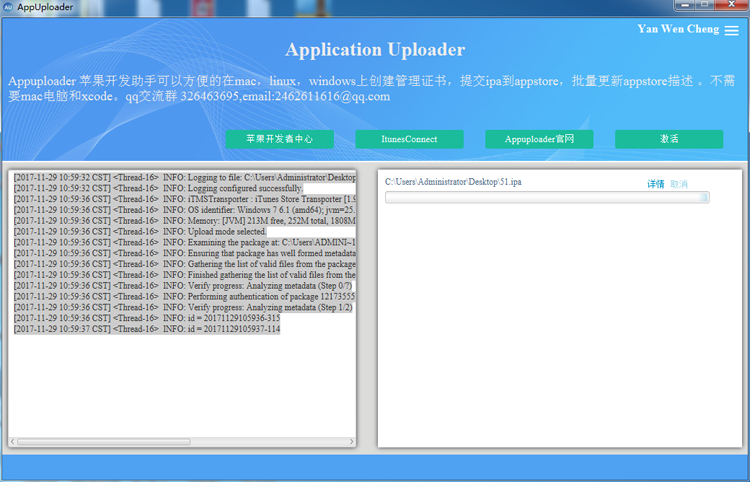 AppUploader
Yan Wen Cheng
Application Uploader
Appuploader 苹果开发助手可以方便的在mac，linux，windows上创建管理证书，提交ipa到appstore，批量更新appstore描述 。不需
要mac电脑和xcode。qq交流群 326463695,email:2462611616@qq.com
苹果开发者中心
ItunesConnect
Appuploader官网
激活
[2017-11-29 10:59:32 CST] <Thread-16> INFO: Logging to file: C:\Users\Administrator\Desktop
[2017-11-29 10:59:32 CST] <Thread-16> INFO: Logging configured successfully.
[2017-11-29 10:59:36 CST] <Thread-16> INFO: iTMSTransporter : iTunes Store Transporter [1.9
[2017-11-29 10:59:36 CST] <Thread-16> INFO: OS identifier: Windows 7 6.1 (amd64); jvm=25.
[2017-11-29 10:59:36 CST] <Thread-16> INFO: Memory: [JVM] 213M free, 252M total, 1808M
[2017-11-29 10:59:36 CST] <Thread-16> INFO: Upload mode selected.
[2017-11-29 10:59:36 CST] <Thread-16> INFO: Examining the package at: C:\Users\ADMINI~1
[2017-11-29 10:59:36 CST] <Thread-16> INFO: Ensuring that package has well formed metadata
[2017-11-29 10:59:36 CST] <Thread-16> INFO: Gathering the list of valid files from the package
[2017-11-29 10:59:36 CST] <Thread-16> INFO: Finished gathering the list of valid files from the
[2017-11-29 10:59:36 CST] <Thread-16> INFO: Verify progress: Analyzing metadata (Step 0/?)
[2017-11-29 10:59:36 CST] <Thread-16> INFO: Performing authentication of package 12173555
[2017-11-29 10:59:36 CST] <Thread-16> INFO: Verify progress: Analyzing metadata (Step 1/2)
[2017-11-29 10:59:36 CST] <Thread-16> INFO: id = 20171129105936-315
[2017-11-29 10:59:37 CST] <Thread-16> INFO: id = 20171129105937-114
C:\Users\Administrator\Desktop\51.ipa
详情 取消